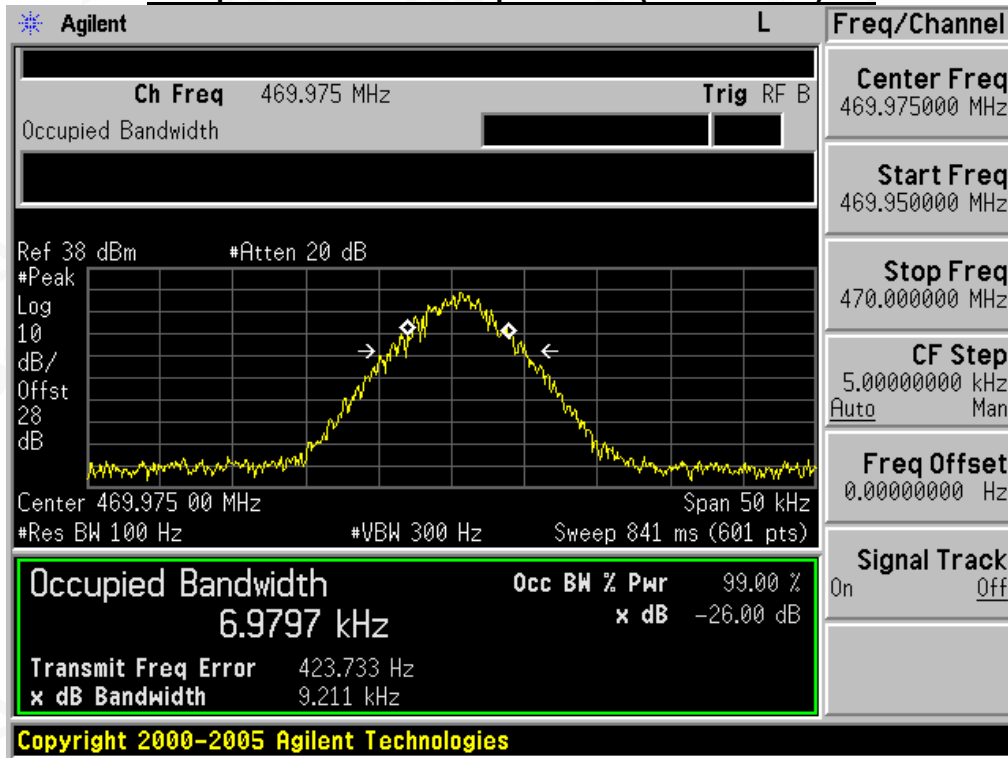 Agilent
L
Freq/Channel
Ch Freq 469.975 MHz
Trig RF B
Occupied Bandwidth
Center Freq
469.975000 MHz
Start Freq
469.950000 MHz
Stop Freq
470.000000 MHz
CF Step
5.00000000 kHz
Auto Man
Freq Offset
0.00000000 Hz
Signal Track
On Off
Ref 38 dBm #Atten 20 dB
#Peak
Log
10
dB/
Offst
28
dB
Center 469.975 00 MHz Span 50 kHz
#Res BW 100 Hz #VBW 300 Hz Sweep 841 ms (601 pts)
Occupied Bandwidth
6.9797 kHz
Occ BW % Pwr 99.00 %
x dB -26.00 dB
Transmit Freq Error 423.733 Hz
x dB Bandwidth 9.211 kHz
Copyright 2000-2005 Agilent Technologies